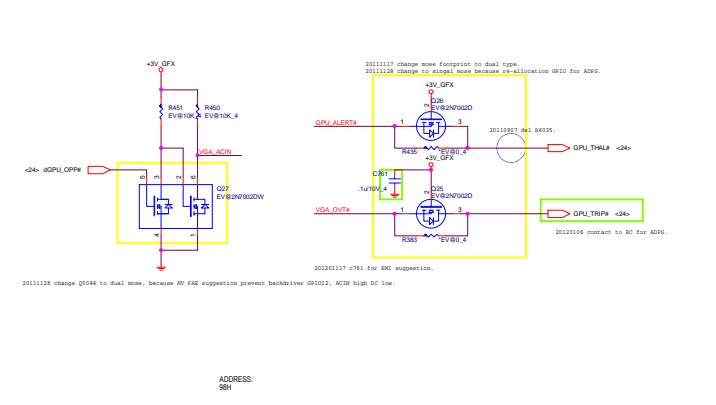 20111117 change mose footprint to dual type.
20111128 change to singal mose because re-allocation GPIO for ADPS.
+3V_GFX
+3V_GFX
Q26
EV@2N7002D
R451
EV@10K_4
R450
EV@10K_4
2
GPU_ALERT#
1
3
20110907 del R6035.
VGA_ACIN
R435
*EV@0_4
GPU_THAL# <24>
+3V_GFX
<24> dGPU_OPP#
C761
.1u/10V_4
5
3
2
6
2
Q25
EV@2N7002D
Q27
EV@2N7002DW
VGA_OVT#
1
3
GPU_TRIP# <24>
4
1
R383
*EV@0_4
20120106 contact to EC for ADPS.
201201117 c761 for EMI suggestion.
20111128 change Q5044 to dual mose, because NV FAE suggestion prevent backdriver GPIO12, ACIN high DC low.
ADDRESS:
98H